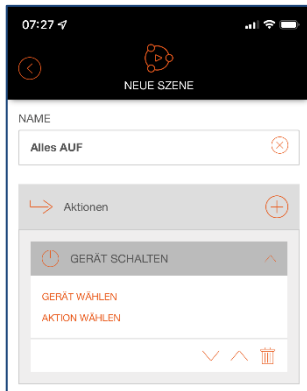 07:27
NEUE SZENE
NAME
Alles AUF
Aktionen
GERÄT SCHALTEN
GERÄT WÄHLEN
AKTION WÄHLEN